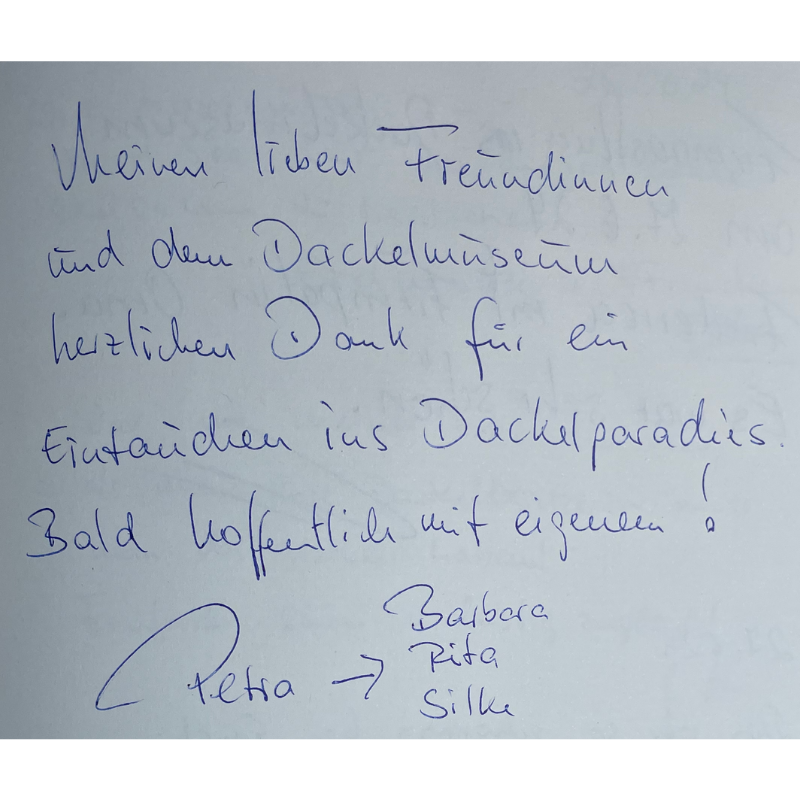 Meinen lieben Freundinnen
und dem Dackelmuseum
herzlichen Dank für ein
Eintauchen ins Dackelparadies.
Bald hoffentlich mit eigenem!
Petra → Barbara
Rita
Silke